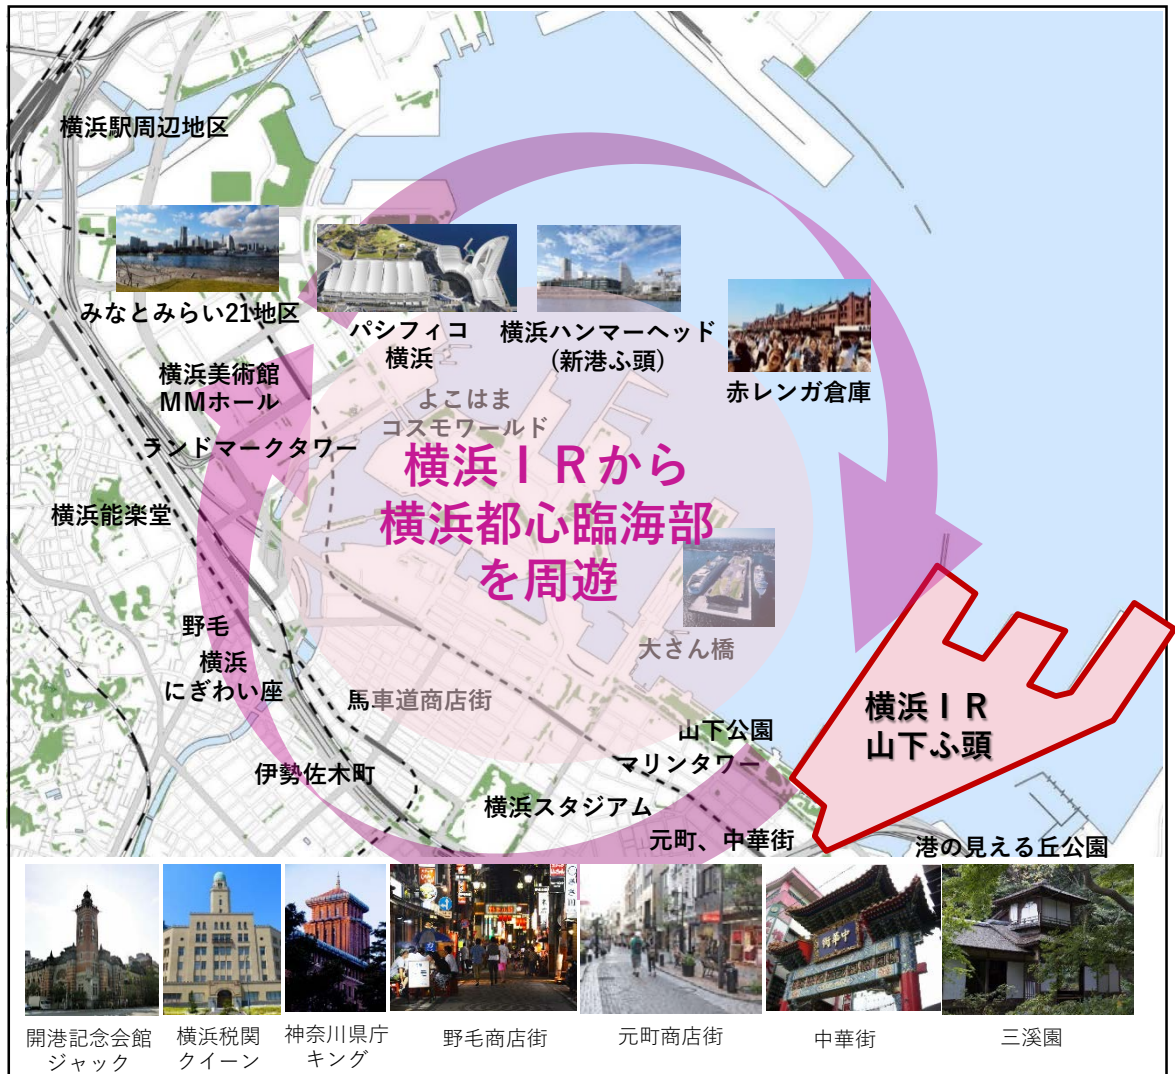 横浜駅周辺地区
みなとみらい21地区
パシフィコ
横浜
横浜ハンマーヘッド
(新港ふ頭)
赤レンガ倉庫
横浜美術館
MMホール
よこはま
コスモワールド
ランドマークタワー
横浜IRから
横浜都心臨海部
を周遊
横浜能楽堂
野毛
横浜
にぎわい座
大さん橋
馬車道商店街
横浜IR
山下ふ頭
山下公園
マリンタワー
伊勢佐木町
横浜スタジアム
元町、中華街
港の見える丘公園
中華街
開港記念会館
ジャック
横浜税関
クイーン
神奈川県庁
キング
野毛商店街
元町商店街
中華街
三溪園